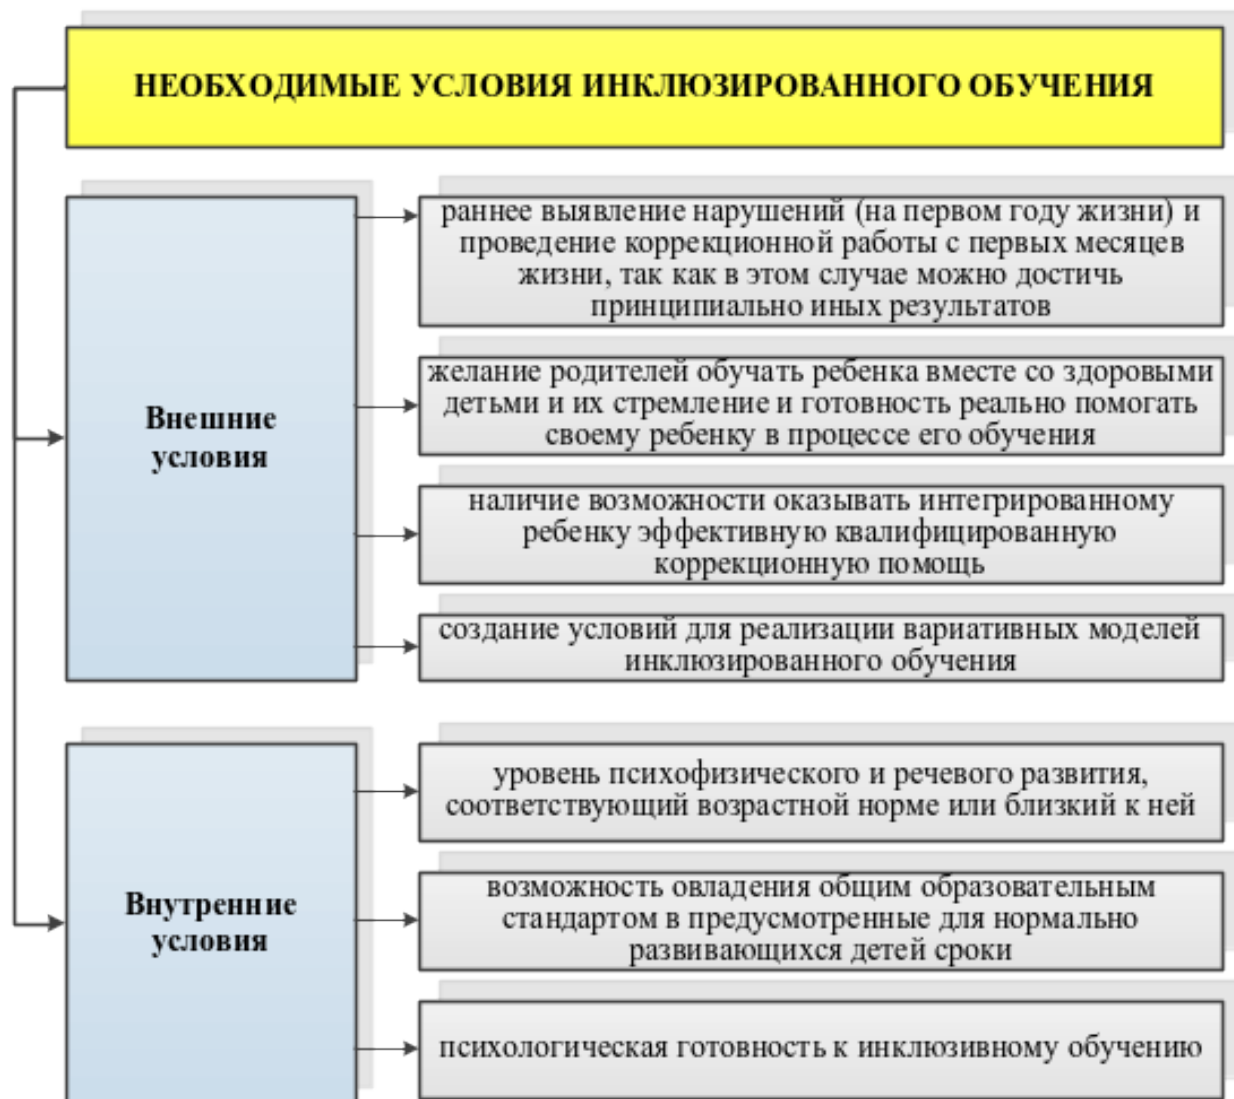 НЕОБХОДИМЫЕ УСЛОВИЯ ИНКЛЮЗИРОВАННОГО ОБУЧЕНИЯ
Внешние
условия
раннее выявление нарушений (на первом году жизни) и
проведение коррекционной работы с первых месяцев
жизни, так как в этом случае можно достичь
принципиально иных результатов
желание родителей обучать ребенка вместе со здоровыми
детьми и их стремление и готовность реально помогать
своему ребенку в процессе его обучения
наличие возможности оказывать интегрированному
ребенку эффективную квалифицированную
коррекционную помощь
создание условий для реализации вариативных моделей
инклюзированного обучения
Внутренние
условия
уровень психофизического и речевого развития,
соответствующий возрастной норме или близкий к ней
возможность овладения общим образовательным
стандартом в предусмотренные для нормально
развивающихся детей сроки
психологическая готовность к инклюзивному обучению